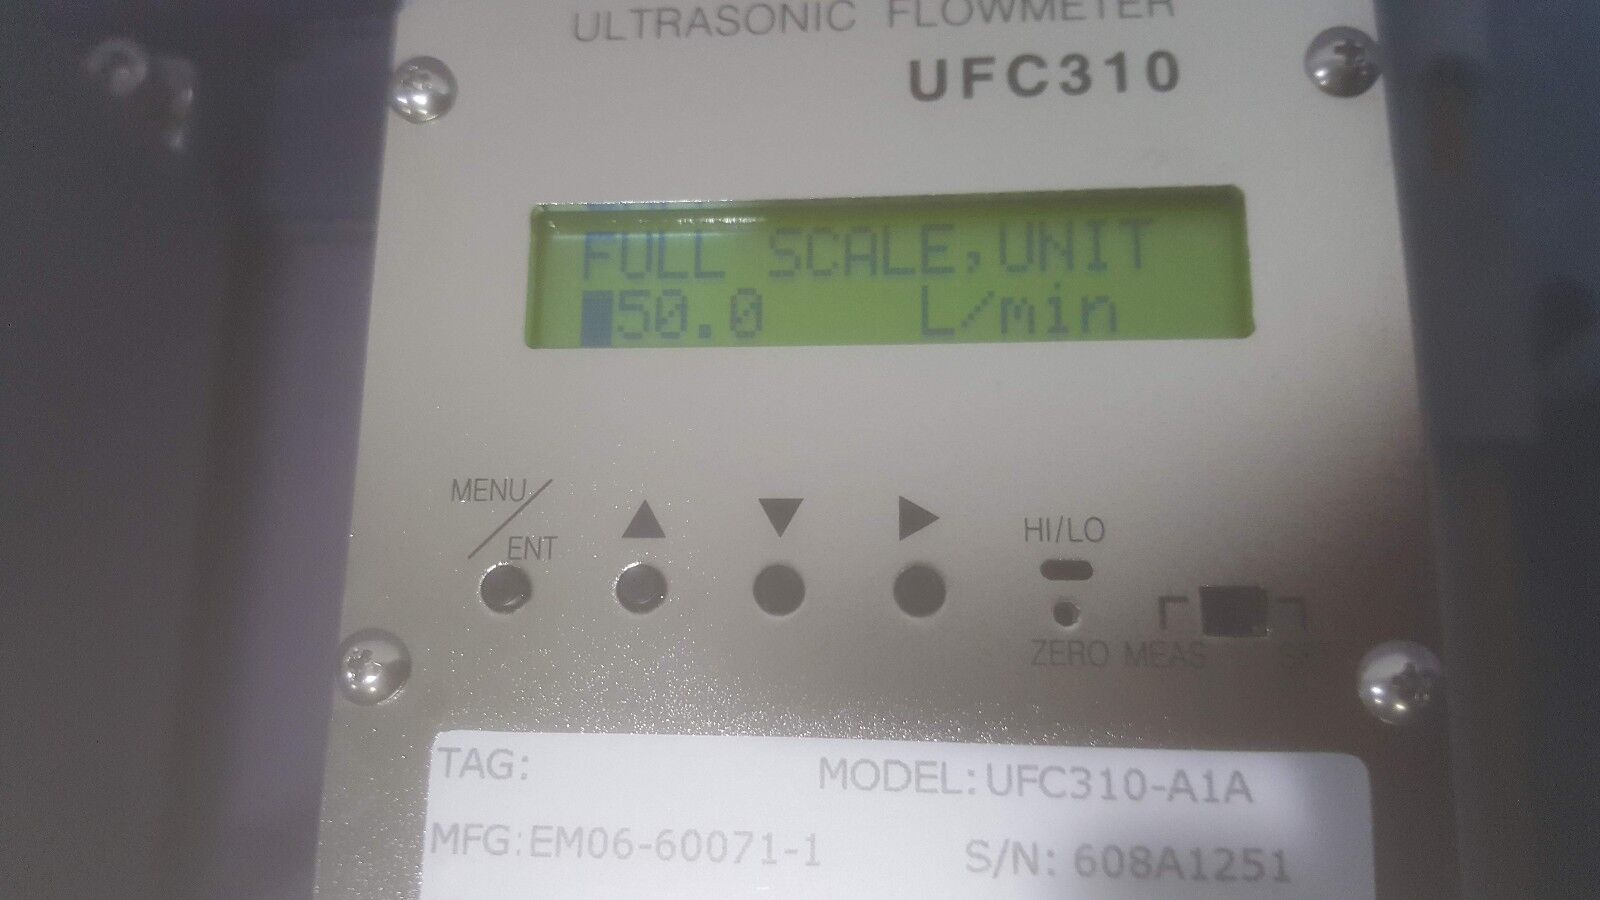 ULTRASONIC FLOWMETER
UFC310
FULL SCALE,UNIT
50.0 L/min
MENU/ENT
HI/LO
ZERO MEAS
TAG: MODEL:UFC310-A1A
MFG:EM06-60071-1 S/N: 608A1251